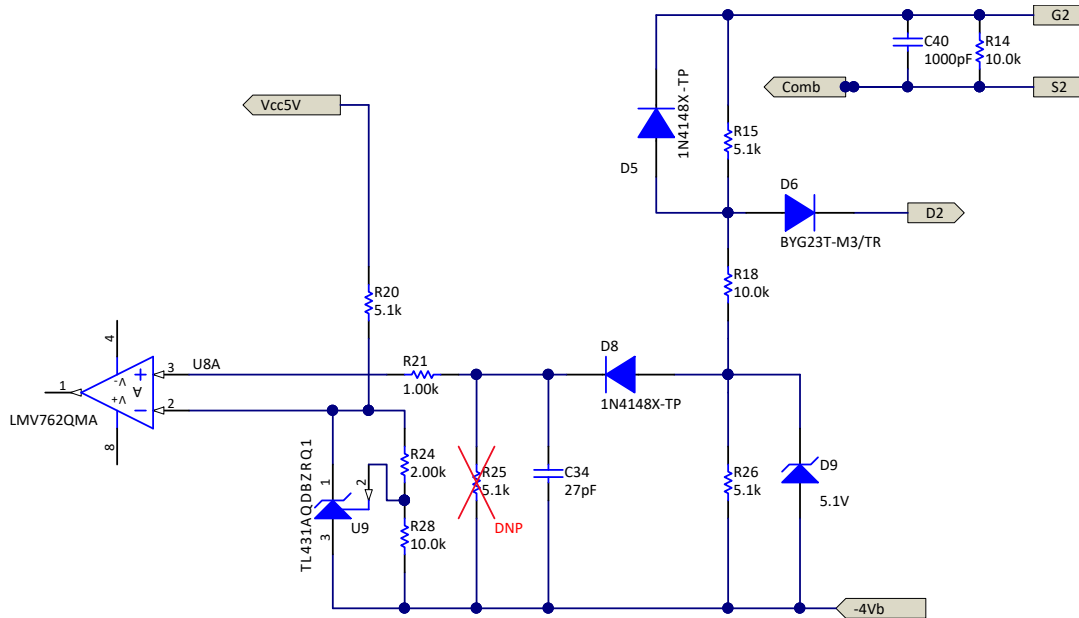 G2
C40
1000pF
R14
10.0k
Comb
S2
Vcc5V
1N4148X-TP
D5
R15
5.1k
D6
BYG23T-M3/TR
D2
R18
10.0k
R20
5.1k
4
U8A
3
+
V-
A
V+
−
2
1
8
LMV762QMA
R21
1.00k
D8
1N4148X-TP
TL431AQDBZRQ1
1
2
3
U9
R24
2.00k
R28
10.0k
R25
5.1k
DNP
C34
27pF
R26
5.1k
D9
5.1V
-4Vb